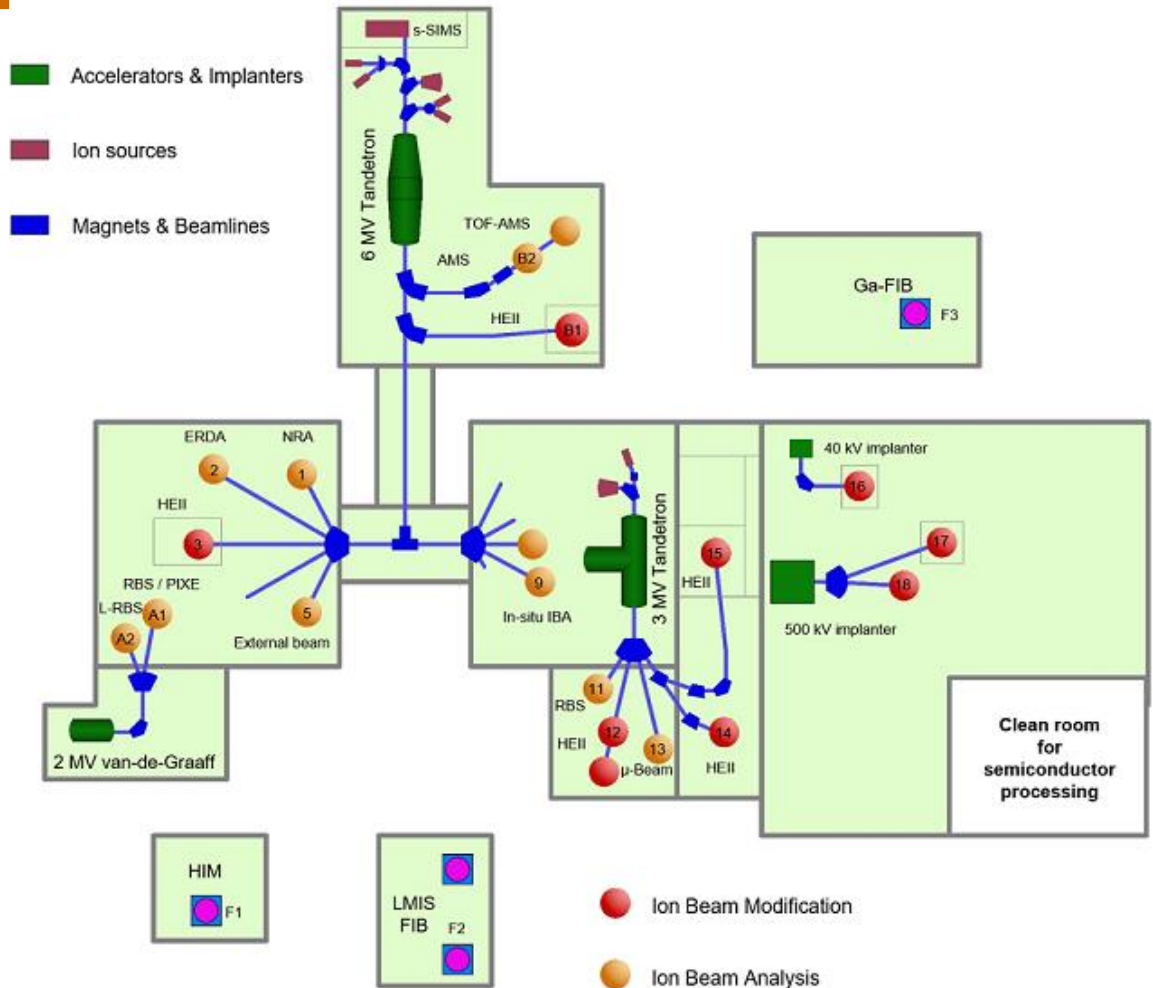 Accelerators & Implanters
Ion sources
Magnets & Beamlines
s-SIMS
6 MV Tandetron
TOF-AMS
AMS
B2
HEII
B1
Ga-FIB
F3
ERDA
NRA
2
1
HEII
3
RBS / PIXE
L-RBS
A1
A2
5
External beam
2 MV van-de-Graaff
9
In-situ IBA
3 MV Tandetron
15
HEII
11
RBS
12
HEII
13
µ-Beam
14
HEII
40 kV implanter
16
17
18
500 kV implanter
Clean room
for
semiconductor
processing
HIM
F1
LMIS
FIB
F2
Ion Beam Modification
Ion Beam Analysis